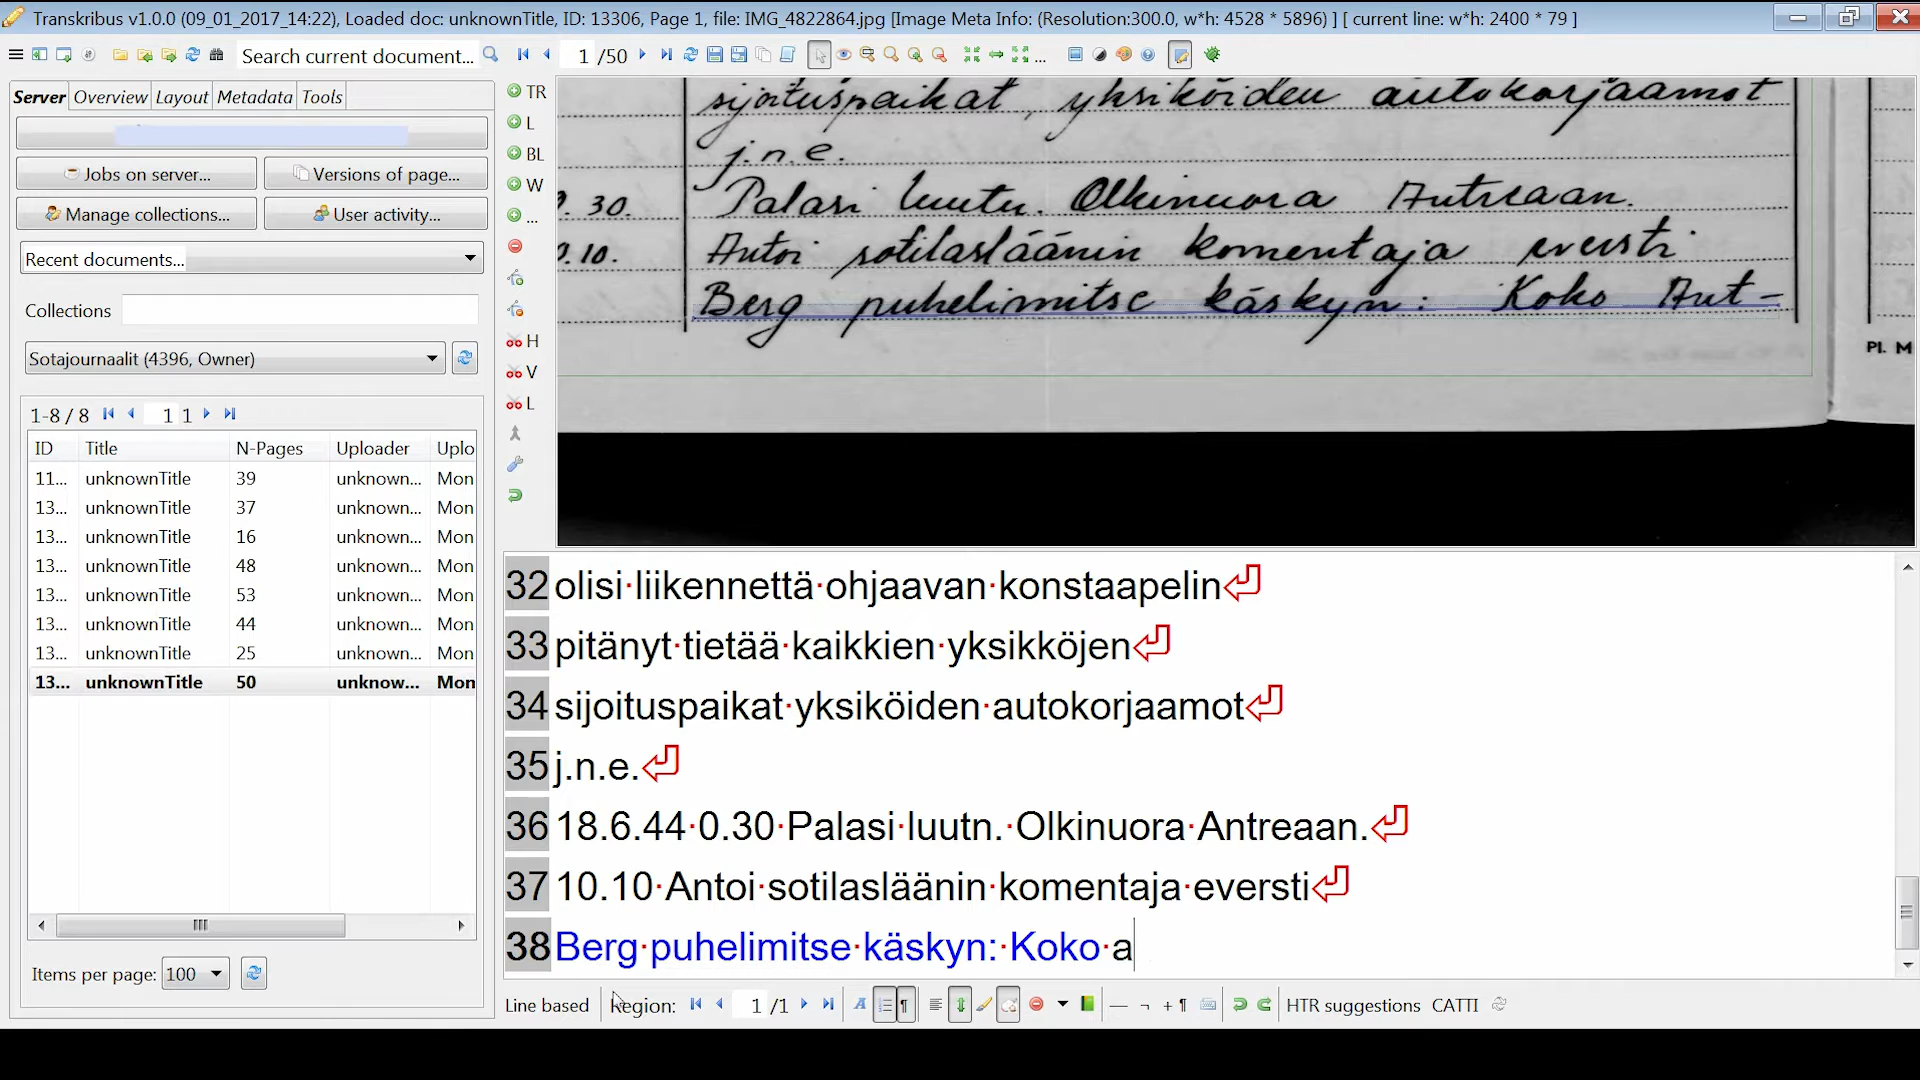 Transkribus v1.0.0 (09_01_2017_14:22), Loaded doc: unknownTitle, ID: 13306, Page 1, file: IMG_4822864.jpg [Image Meta Info: (Resolution:300.0, w*h: 4528 * 5896) ] [ current line: w*h: 2400 * 79 ]
Search current document... 1 /50 ...
Server Overview Layout Metadata Tools
Jobs on server... Versions of page...
Manage collections... User activity...
Recent documents...
Collections
Sotajournaalit (4396, Owner)
1-8 / 8 1 1
ID Title N-Pages Uploader Uplo
11... unknownTitle 39 unknown... Mon
13... unknownTitle 37 unknown... Mon
13... unknownTitle 16 unknown... Mon
13... unknownTitle 48 unknown... Mon
13... unknownTitle 53 unknown... Mon
13... unknownTitle 44 unknown... Mon
13... unknownTitle 25 unknown... Mon
13... unknownTitle 50 unknow... Mon
Items per page: 100
TR
L
BL
W
...
H
V
L
sijoituspaikat, yksiköiden autokorjaamot
j.n.e.
0.30. Palasi luutn. Olkinuora Antreaan.
0.10. Antoi sotilasläänin komentaja eversti
Berg puhelimitse käskyn: Koko Ant-
Pl. M
32 olisi liikennettä ohjaavan konstaapelin
33 pitänyt tietää kaikkien yksikköjen
34 sijoituspaikat yksiköiden autokorjaamot
35 j.n.e.
36 18.6.44 0.30 Palasi luutn. Olkinuora Antreaan.
37 10.10 Antoi sotilasläänin komentaja eversti
38 Berg puhelimitse käskyn: Koko a
Line based Region: 1 /1 A ¶ — ¬ + ¶ HTR suggestions CATTI